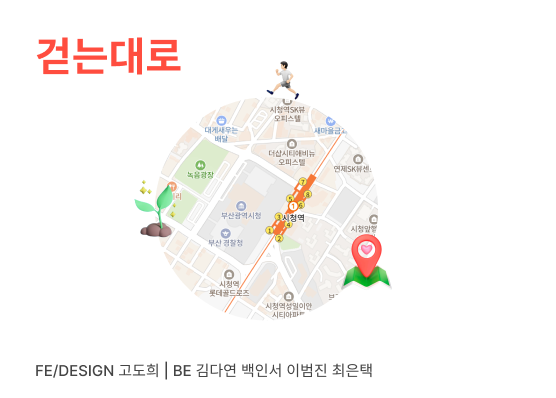 걷는대로
시청역SK뷰
오피스텔
대게새우는
배달
새마을금고
더샵시티애비뉴
오피스텔
녹음광장
연제SK뷰센
부산광역시청
시청역
시청앞
부산 경찰청
시청역
롯데골드로즈
시청역성일이안
시티아파트
FE/DESIGN 고도희 | BE 김다연 백인서 이범진 최은택